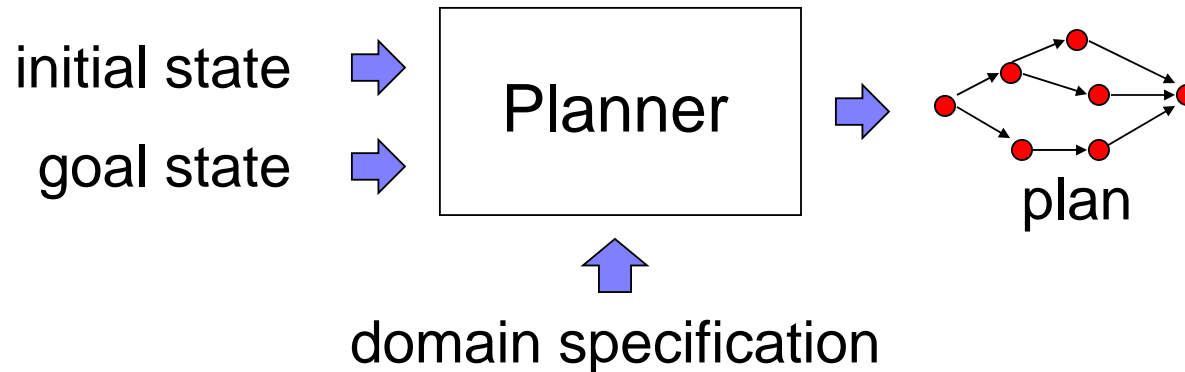 initial state
goal state
Planner
plan
domain specification